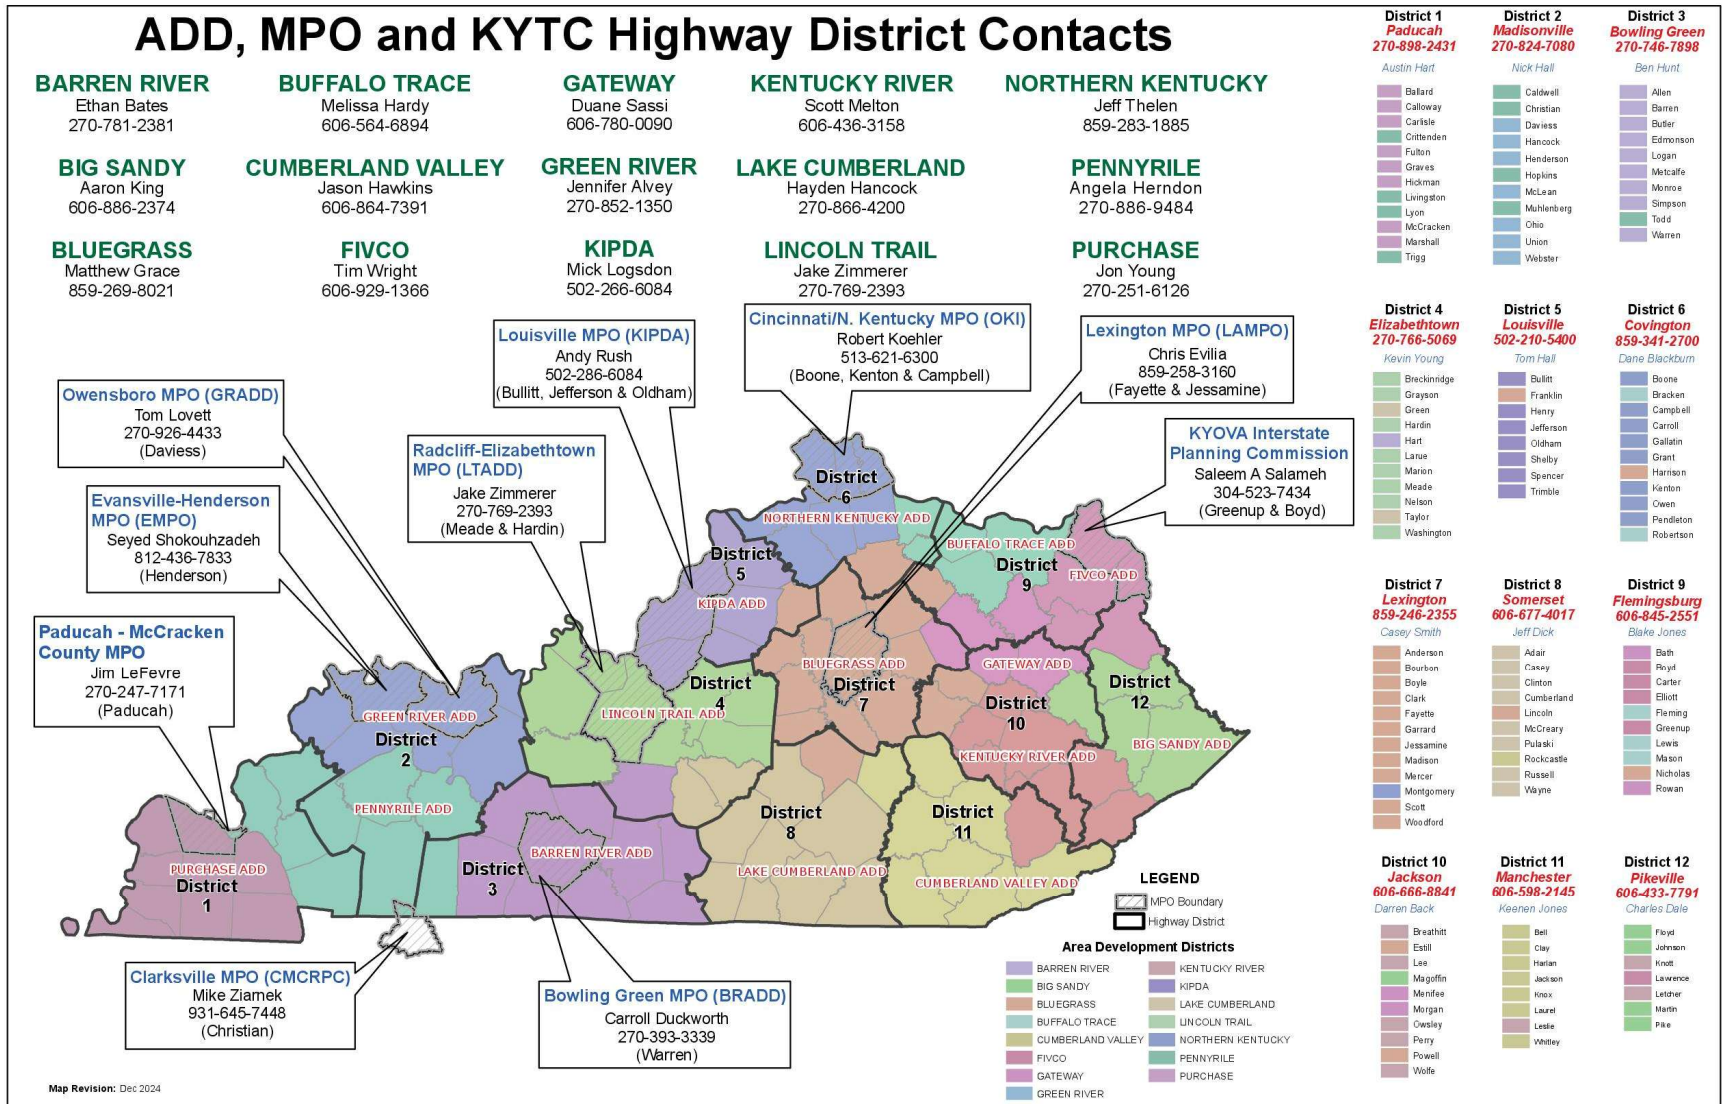 ADD, MPO and KYTC Highway District Contacts
BARREN RIVER
Ethan Bates
270-781-2381
BUFFALO TRACE
Melissa Hardy
606-564-6894
GATEWAY
Duane Sassi
606-780-0090
KENTUCKY RIVER
Scott Melton
606-436-3158
NORTHERN KENTUCKY
Jeff Thelen
859-283-1885
BIG SANDY
Aaron King
606-886-2374
CUMBERLAND VALLEY
Jason Hawkins
606-864-7391
GREEN RIVER
Jennifer Alvey
270-852-1350
LAKE CUMBERLAND
Hayden Hancock
270-866-4200
PENNYRILE
Angela Herndon
270-886-9484
BLUEGRASS
Matthew Grace
859-269-8021
FIVCO
Tim Wright
606-929-1366
KIPDA
Mick Logsdon
502-266-6084
LINCOLN TRAIL
Jake Zimmerer
270-769-2393
PURCHASE
Jon Young
270-251-6126
Louisville MPO (KIPDA)
Andy Rush
502-286-6084
(Bullitt, Jefferson & Oldham)
Cincinnati/N. Kentucky MPO (OKI)
Robert Koehler
513-621-6300
(Boone, Kenton & Campbell)
Lexington MPO (LAMPO)
Chris Evilia
859-258-3160
(Fayette & Jessamine)
Owensboro MPO (GRADD)
Tom Lovett
270-926-4433
(Daviess)
Radcliff-Elizabethtown
MPO (LTADD)
Jake Zimmerer
270-769-2393
(Meade & Hardin)
KYOVA Interstate
Planning Commission
Saleem A Salameh
304-523-7434
(Greenup & Boyd)
Evansville-Henderson
MPO (EMPO)
Seyed Shokouhzadeh
812-436-7833
(Henderson)
Paducah - McCracken
County MPO
Jim LeFevre
270-247-7171
(Paducah)
Clarksville MPO (CMCRPC)
Mike Ziamek
931-645-7448
(Christian)
Bowling Green MPO (BRADD)
Carroll Duckworth
270-393-3339
(Warren)
District
6
NORTHERN KENTUCKY ADD
District
5
KIPDA ADD
BUFFALO TRACE ADD
District
9
FIVCO ADD
BLUEGRASS ADD
District
7
GATEWAY ADD
District
4
LINCOLN TRAIL ADD
District
12
BIG SANDY ADD
District
10
KENTUCKY RIVER ADD
GREEN RIVER ADD
District
2
PENNYRILE ADD
District
8
LAKE CUMBERLAND ADD
District
11
CUMBERLAND VALLEY ADD
BARREN RIVER ADD
District
3
PURCHASE ADD
District
1
LEGEND
MPO Boundary
Highway District
Area Development Districts
BARREN RIVER
BIG SANDY
BLUEGRASS
BUFFALO TRACE
CUMBERLAND VALLEY
FIVCO
GATEWAY
GREEN RIVER
KENTUCKY RIVER
KIPDA
LAKE CUMBERLAND
LINCOLN TRAIL
NORTHERN KENTUCKY
PENNYRILE
PURCHASE
Map Revision: Dec 2024
District 1
Paducah
270-898-2431
Austin Hart
Ballard
Calloway
Carlisle
Crittenden
Fulton
Graves
Hickman
Livingston
Lyon
McCracken
Marshall
Trigg
District 2
Madisonville
270-824-7080
Nick Hall
Caldwell
Christian
Daviess
Hancock
Henderson
Hopkins
McLean
Muhlenberg
Ohio
Union
Webster
District 3
Bowling Green
270-746-7898
Ben Hunt
Allen
Barren
Butler
Edmonson
Logan
Metcalfe
Monroe
Simpson
Todd
Warren
District 4
Elizabethtown
270-766-5069
Kevin Young
Breckinridge
Grayson
Green
Hardin
Hart
Larue
Marion
Meade
Nelson
Taylor
Washington
District 5
Louisville
502-210-5400
Tom Hall
Bullitt
Franklin
Henry
Jefferson
Oldham
Shelby
Spencer
Trimble
District 6
Covington
859-341-2700
Dane Blackburn
Boone
Bracken
Campbell
Carroll
Gallatin
Grant
Harrison
Kenton
Owen
Pendleton
Robertson
District 7
Lexington
859-246-2355
Casey Smith
Anderson
Bourbon
Boyle
Clark
Fayette
Garrard
Jessamine
Madison
Mercer
Montgomery
Scott
Woodford
District 8
Somerset
606-677-4017
Jeff Dick
Adair
Casey
Clinton
Cumberland
Lincoln
McCreary
Pulaski
Rockcastle
Russell
Wayne
District 9
Flemingsburg
606-845-2551
Blake Jones
Bath
Boyd
Carter
Elliott
Fleming
Greenup
Lewis
Mason
Nicholas
Rowan
District 10
Jackson
606-666-8841
Darren Back
Breathitt
Estill
Lee
Magoffin
Menifee
Morgan
Owsley
Perry
Powell
Wolfe
District 11
Manchester
606-598-2145
Keenen Jones
Bell
Clay
Harlan
Jackson
Knox
Laurel
Leslie
Whitley
District 12
Pikeville
606-433-7791
Charles Dale
Floyd
Johnson
Knott
Lawrence
Letcher
Martin
Pike